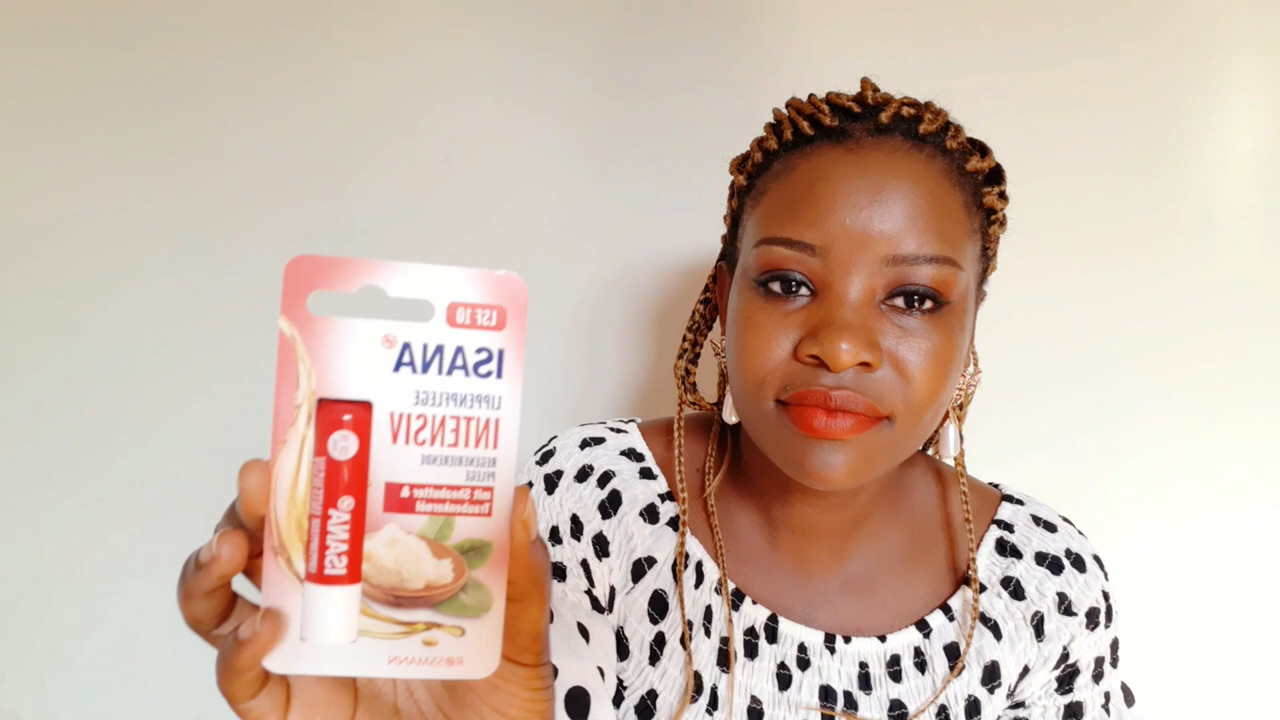 LSF 10
ISANA
LIPPENPFLEGE
INTENSIV
REGENERIERENDE
PFLEGE
mit Sheabutter &
Traubenkernöl
ISANA
ROSSMANN